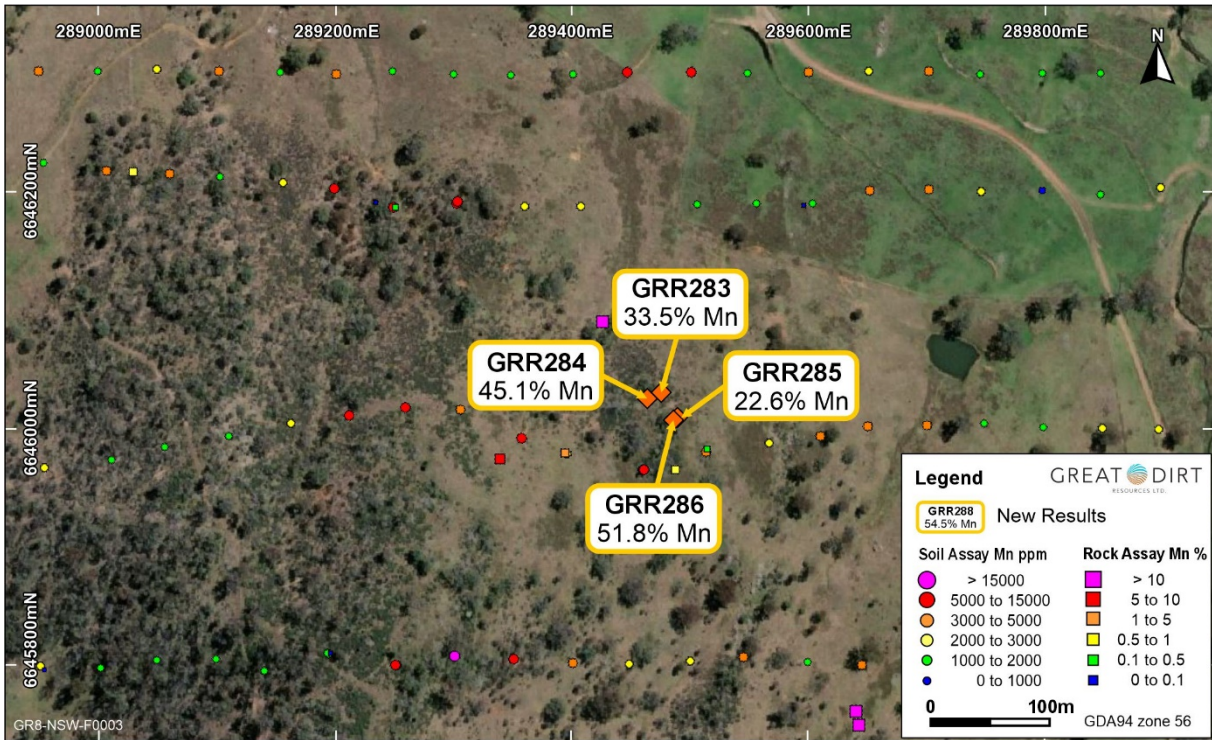 289000mE
289200mE
289400mE
289600mE
289800mE
N
6646200mN
6646000mN
6645800mN
GRR283
33.5% Mn
GRR284
45.1% Mn
GRR285
22.6% Mn
GRR286
51.8% Mn
Legend
GREAT DIRT
RESOURCES LTD.
GRR288
54.5% Mn
New Results
Soil Assay Mn ppm
> 15000
5000 to 15000
3000 to 5000
2000 to 3000
1000 to 2000
0 to 1000
Rock Assay Mn %
> 10
5 to 10
1 to 5
0.5 to 1
0.1 to 0.5
0 to 0.1
0
100m
GDA94 zone 56
GR8-NSW-F0003